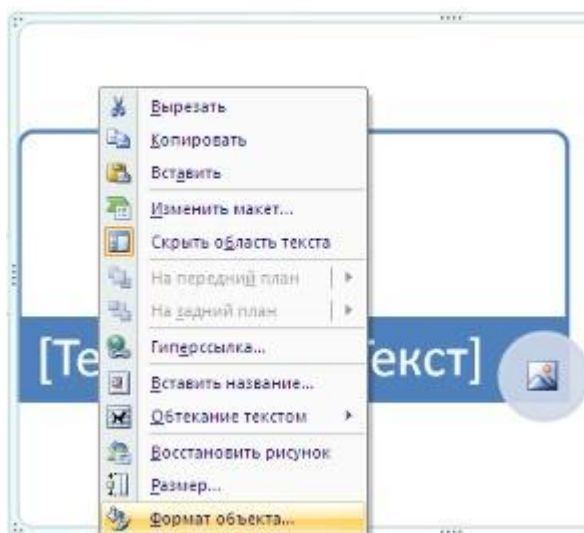 Вырезать
Копировать
Вставить
Изменить макет...
Скрыть область текста
На передний план
На задний план
Гиперссылка...
[Те екст]
Вставить название...
Обтекание текстом
Восстановить рисунок
Размер...
Формат объекта...